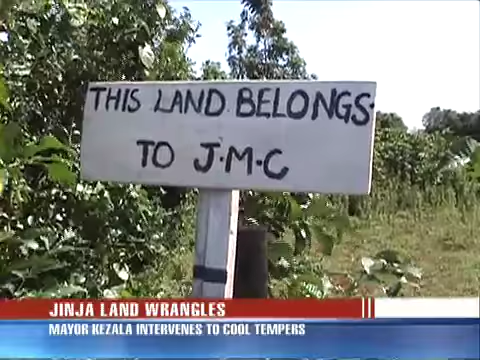 THIS LAND BELONGS.
TO J.M.C
JINJA LAND WRANGLES
MAYOR KEZALA INTERVENES TO COOL TEMPERS